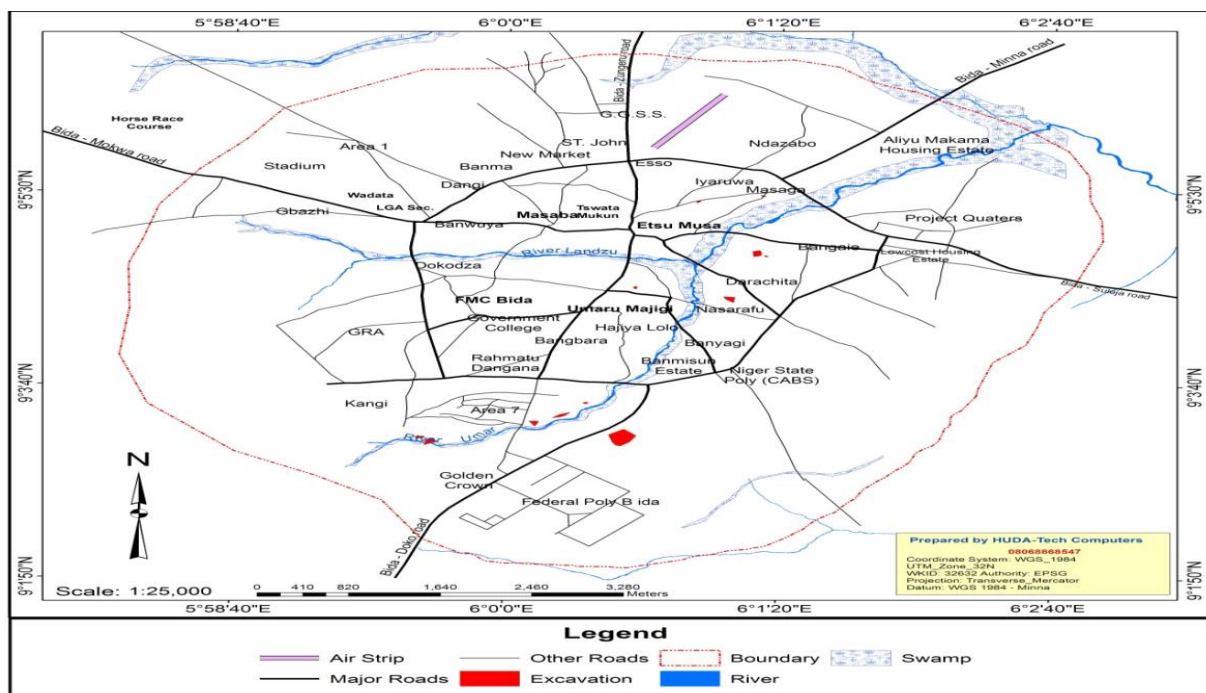 5°58'40"E
6°0'0"E
6°1'20"E
6°2'40"E
Bida - Zungeru road
Bida - Minna road
G.G.S.S.
Horse Race
Course
Bida - Mokwa road
Area 1
ST. John
New Market
Ndazabo
Aliyu Makama
Housing Estate
Stadium
Banma
Esso
Dangi
Iyaruwa
Masaga
9°5'30"N
9°5'30"N
Wadata
LGA Sec.
Gbazhi
Masaba
Tswata
Mukun
Etsu Musa
Project Quaters
Banwuya
River Landzu
Bangaie
Lowcost Housing
Estate
Dokodza
Darachita
Bida - Suleja road
FMC Bida
Umaru Majigi
Nasarafu
GRA
Government
College
Hajiya Lolo
Bangbara
Banyagi
Rahmatu
Dangana
Banmisun
Estate
Niger State
Poly (CABS)
9°3'40"N
9°3'40"N
Kangi
Area 7
River Umar
N
Golden
Crown
Federal Poly B ida
Bida - Doko road
Prepared by HUDA-Tech Computers
08068868547
Coordinate System: WGS_1984
UTM_Zone_32N
WKID: 32632 Authority: EPSG
Projection: Transverse_Mercator
Datum: WGS 1984 - Minna
9°1'50"N
9°1'50"N
Scale: 1:25,000
0 410 820 1,640 2,460 3,280
Meters
5°58'40"E
6°0'0"E
6°1'20"E
6°2'40"E
Legend
Air Strip
Other Roads
Boundary
Swamp
Major Roads
Excavation
River